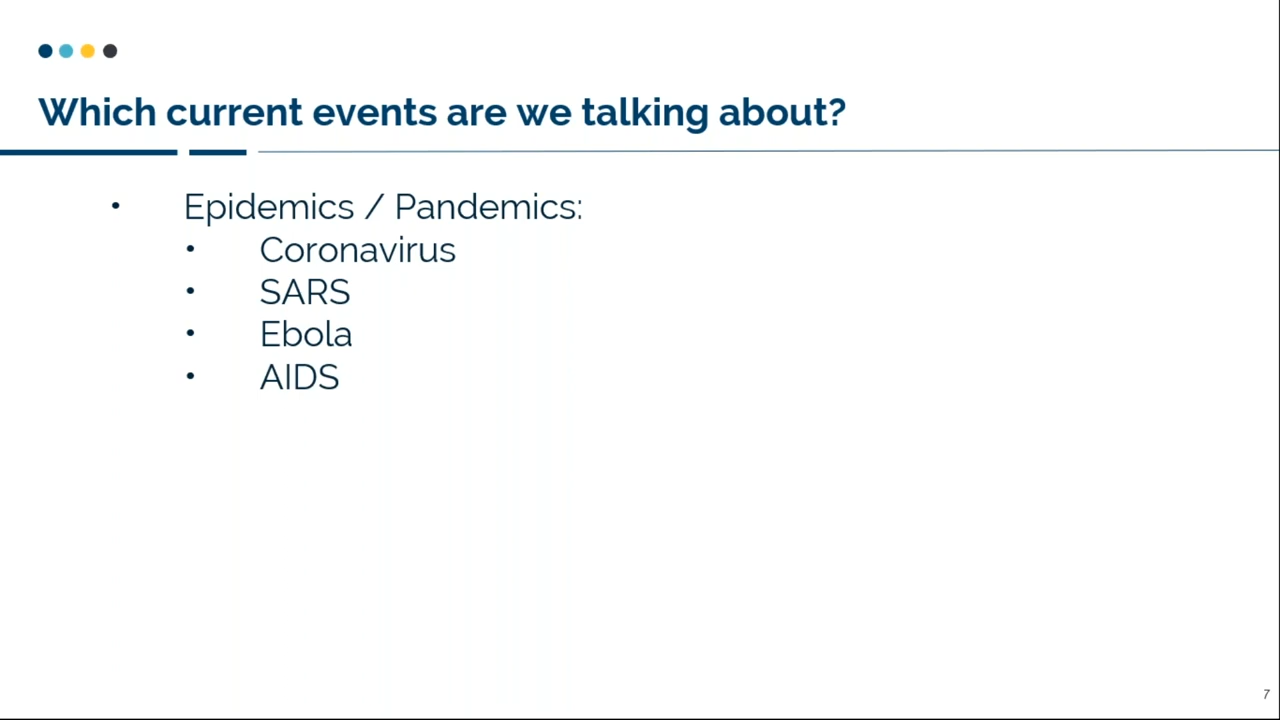 Which current events are we talking about?
• Epidemics / Pandemics:
• Coronavirus
• SARS
• Ebola
• AIDS
7